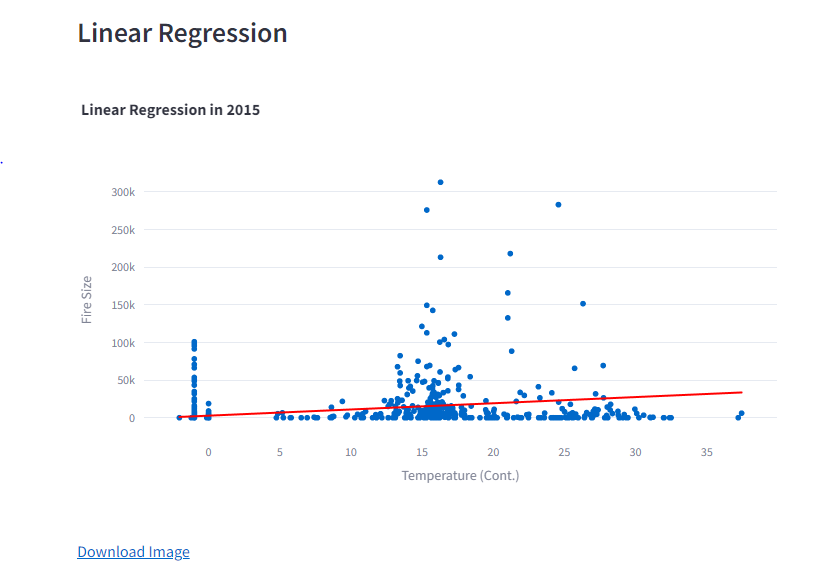 Linear Regression
Linear Regression in 2015
300k
250k
200k
150k
100k
50k
0
Fire Size
0 5 10 15 20 25 30 35
Temperature (Cont.)
Download Image